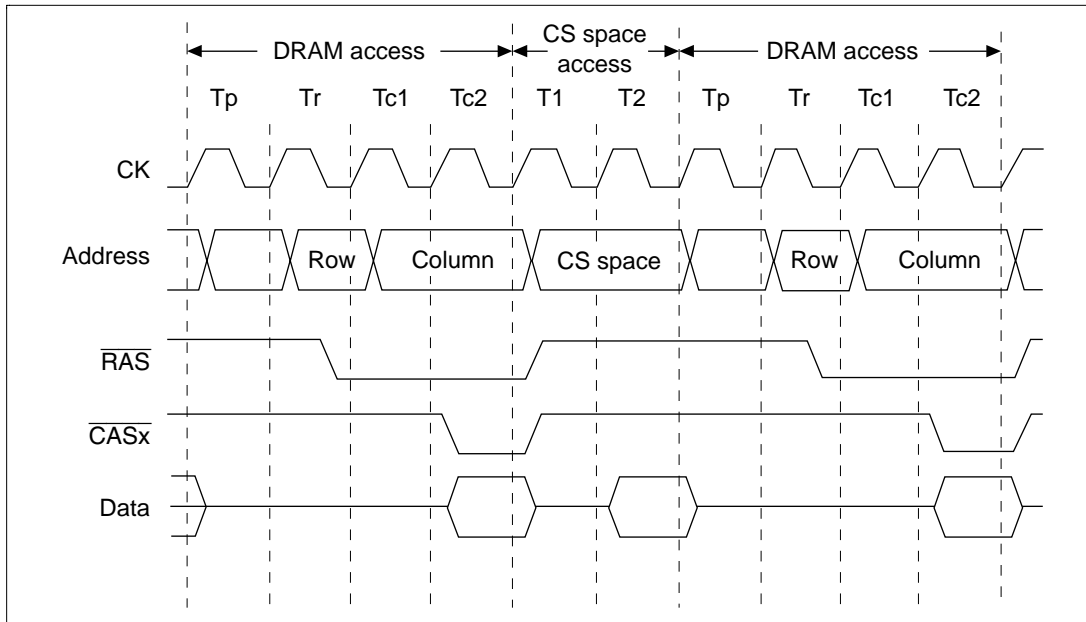 DRAM access CS space access DRAM access
Tp Tr Tc1 Tc2 T1 T2 Tp Tr Tc1 Tc2
CK
Address Row Column CS space Row Column
RAS
CASx
Data